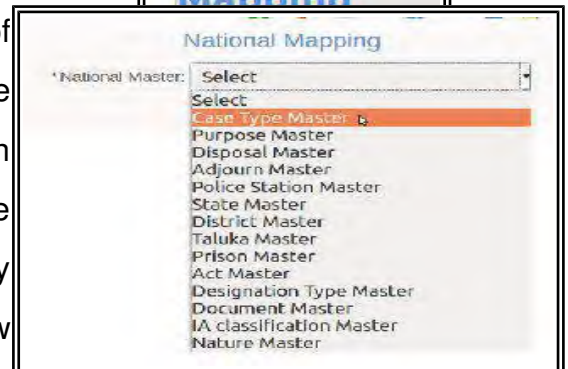 Mapping
National Mapping
*National Master: Select
Select
Case Type Master
Purpose Master
Disposal Master
Adjourn Master
Police Station Master
State Master
District Master
Taluka Master
Prison Master
Act Master
Designation Type Master
Document Master
IA classification Master
Nature Master